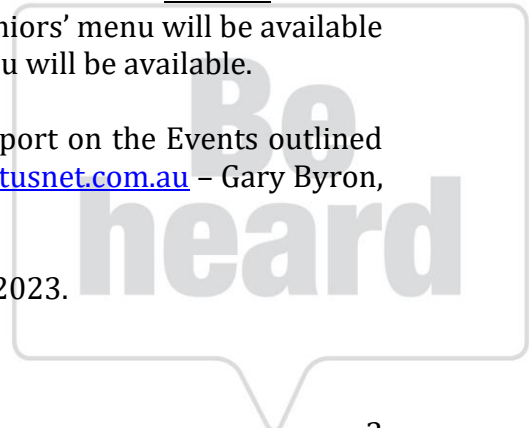 niors’ menu will be available
u will be available.
Be
port on the Events outlined
tusnet.com.au – Gary Byron,
heard
2023.